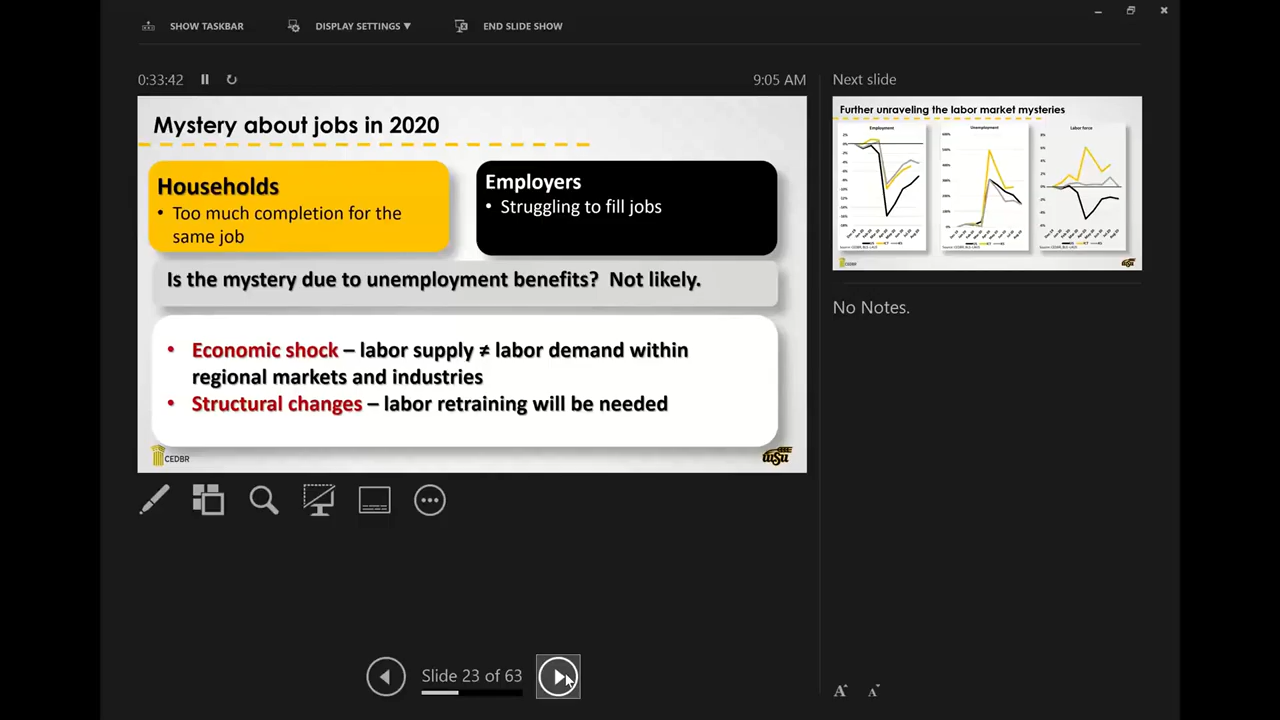 SHOW TASKBAR
DISPLAY SETTINGS ▼
END SLIDE SHOW
0:33:42
9:05 AM
Mystery about jobs in 2020
Households
• Too much completion for the
same job
Employers
• Struggling to fill jobs
Is the mystery due to unemployment benefits? Not likely.
• Economic shock – labor supply ≠ labor demand within
regional markets and industries
• Structural changes – labor retraining will be needed
CEDBR
WSU
Slide 23 of 63
Next slide
Further unraveling the labor market mysteries
Employment
Unemployment
Labor force
No Notes.
A A